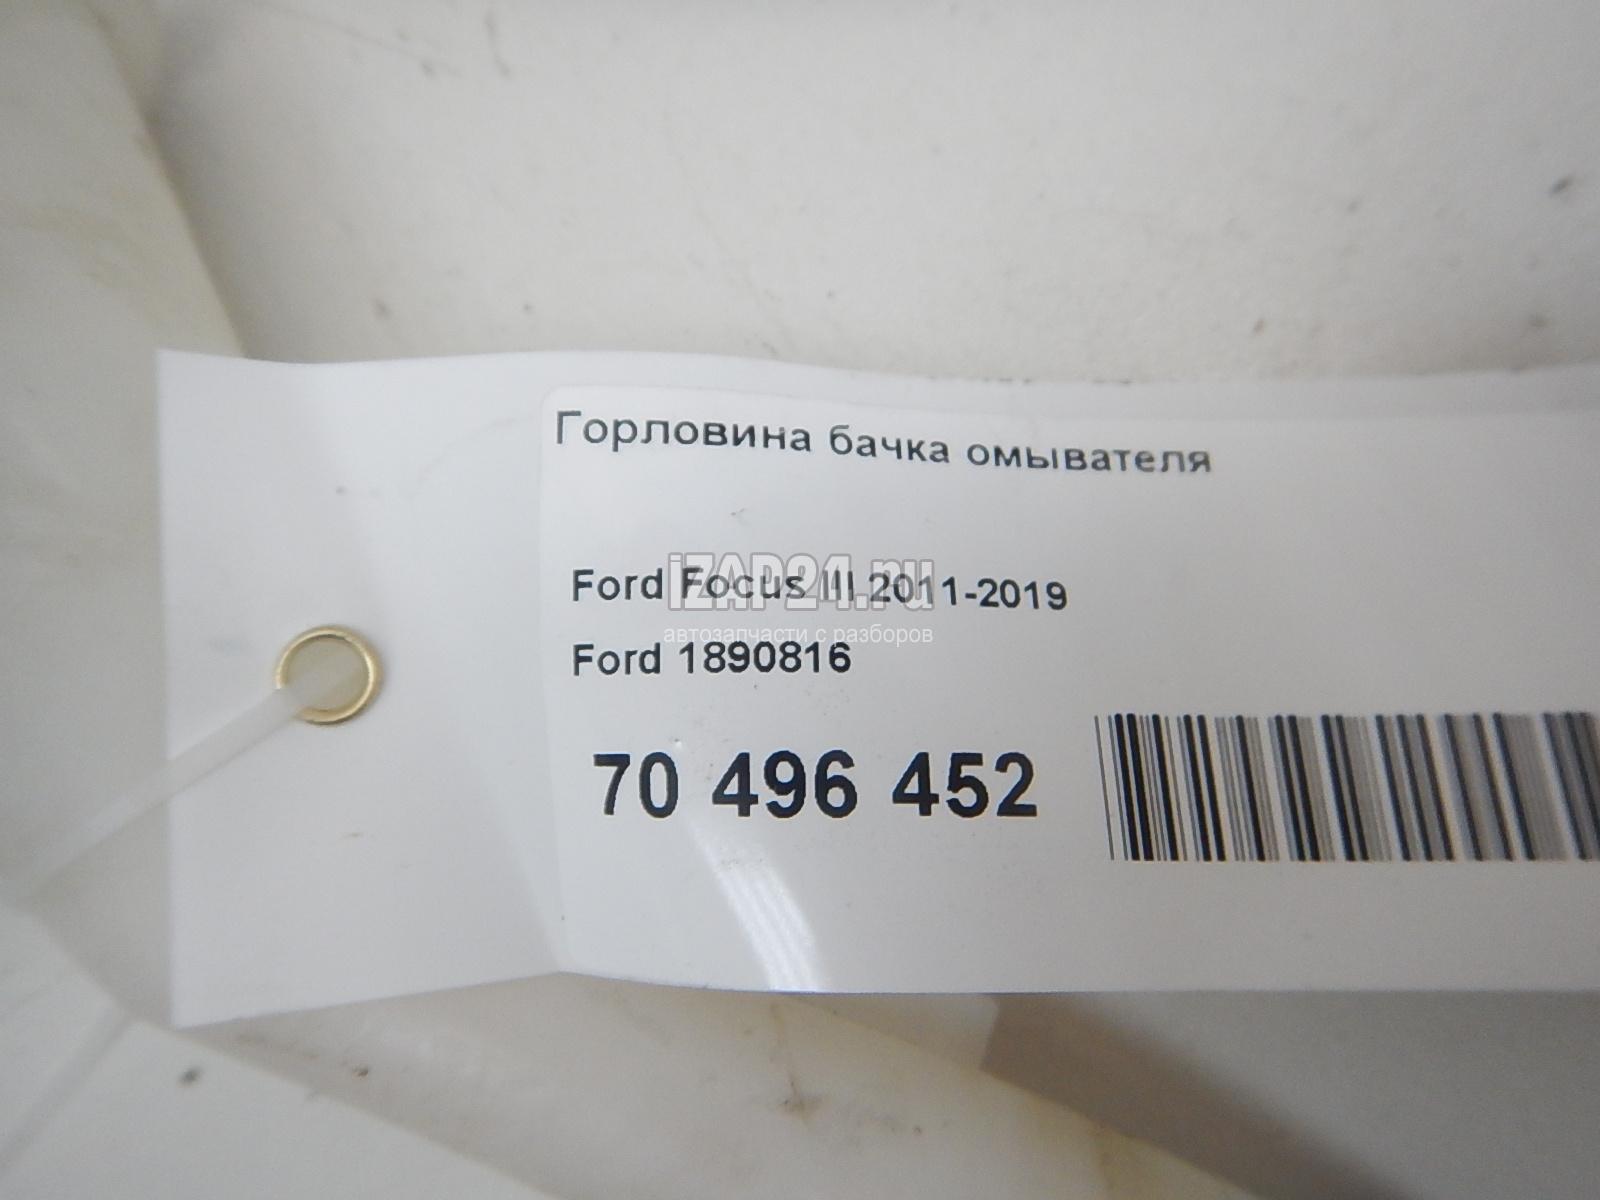 Горловина бачка омывателя
Ford Focus III 2011-2019
iZAP24.ru
автозапчасти с разборов
Ford 1890816
70 496 452